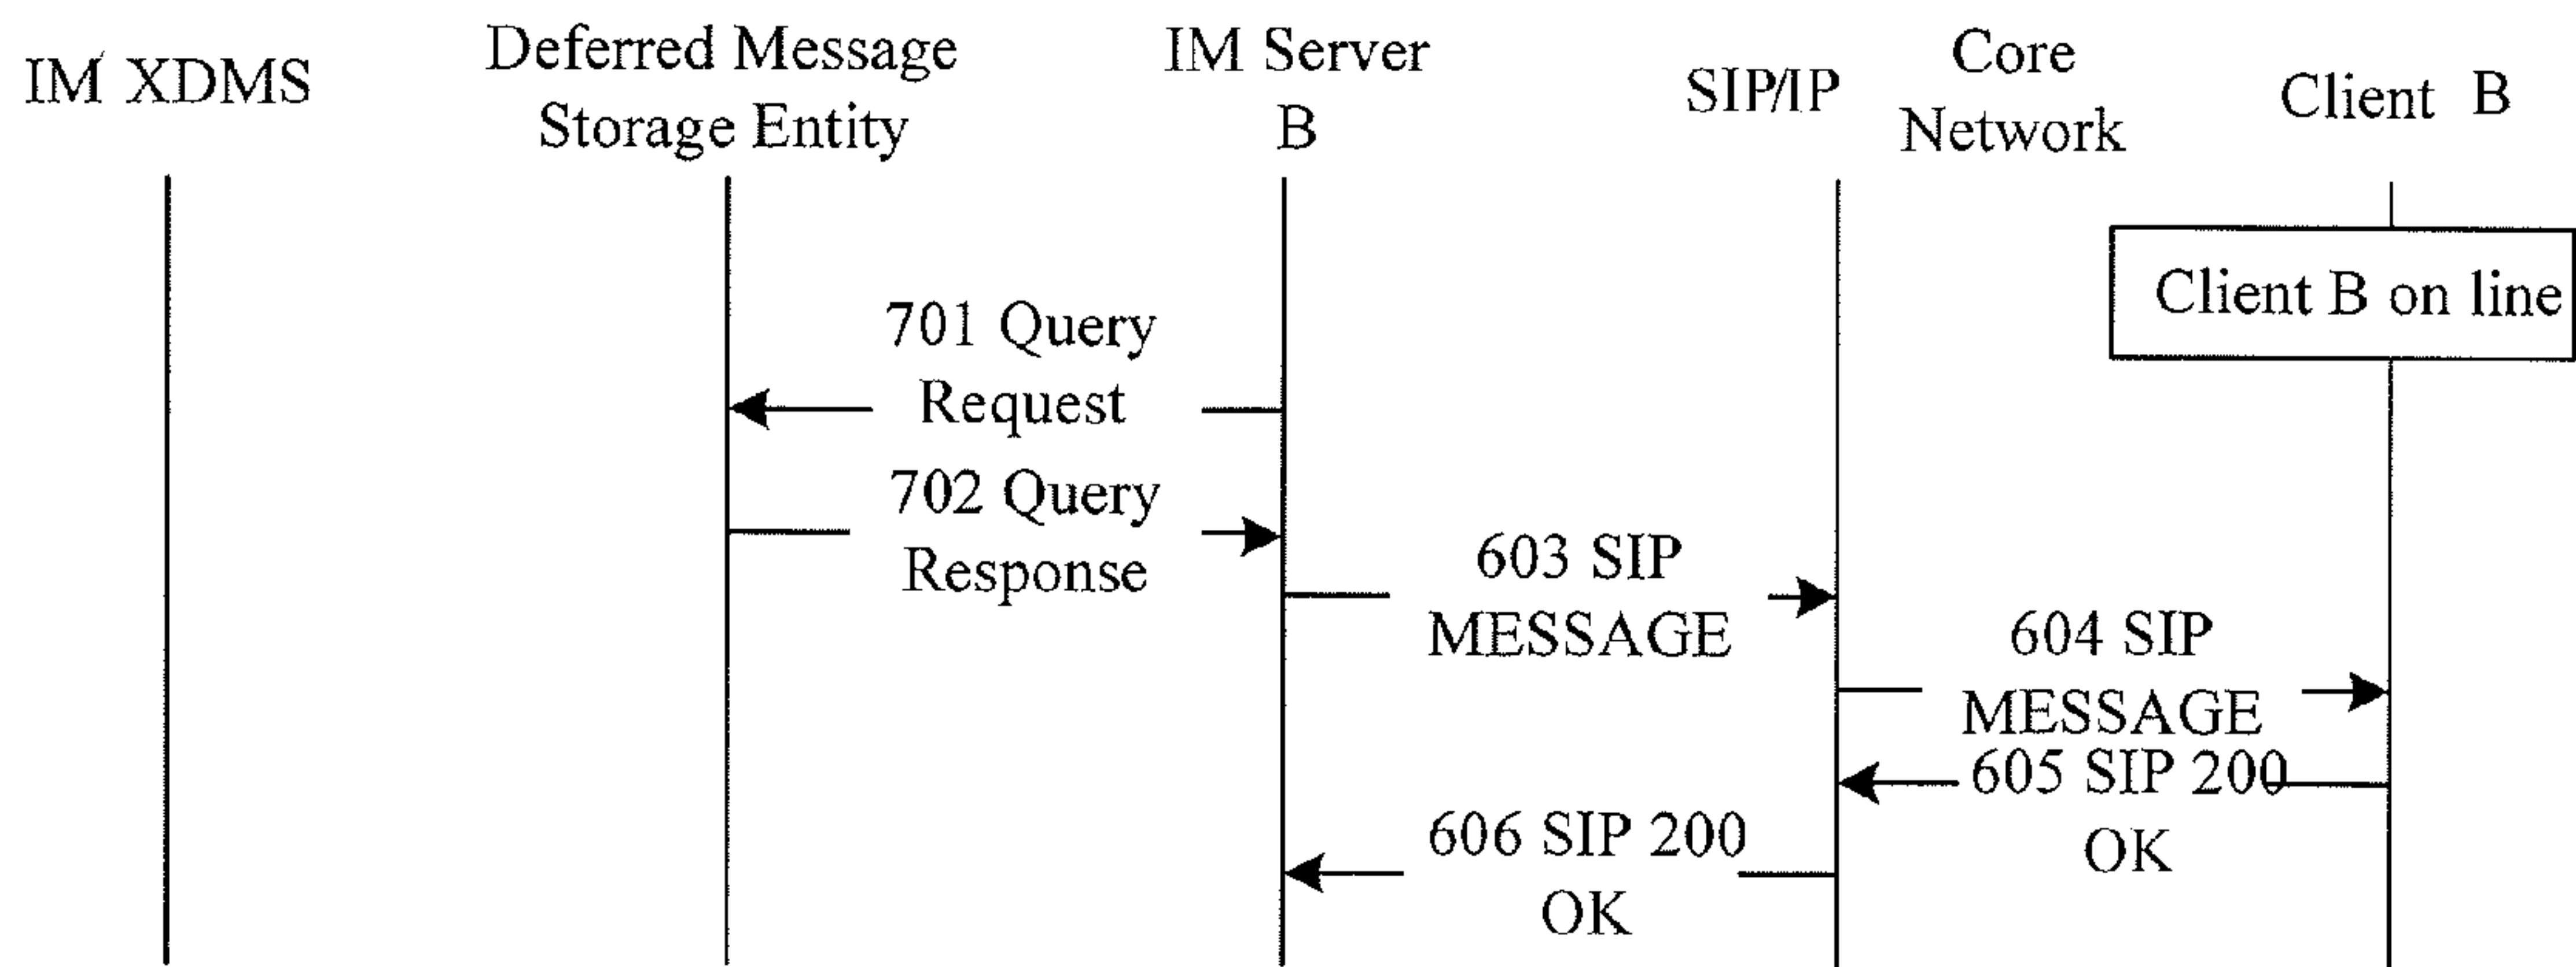 IM XDMS
Deferred Message
Storage Entity
IM Server
B
SIP/IP
Core
Network
Client B
Client B on line
701 Query
Request
702 Query
Response
603 SIP
MESSAGE
604 SIP
MESSAGE
605 SIP 200
OK
606 SIP 200
OK